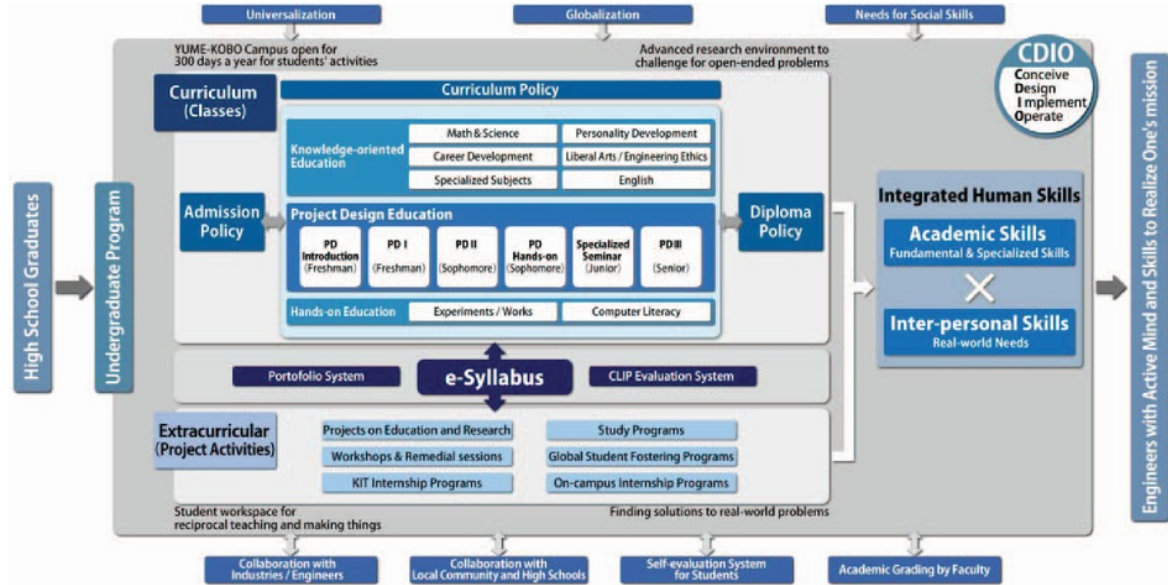 Universalization
Globalization
Needs for Social Skills
YUME-KOBO Campus open for
300 days a year for students' activities
Advanced research environment to
challenge for open-ended problems
CDIO
Conceive
Design
Implement
Operate
Curriculum
(Classes)
Curriculum Policy
Knowledge-oriented
Education
Math & Science
Personality Development
Career Development
Liberal Arts / Engineering Ethics
Specialized Subjects
English
High School Graduates
Undergraduate Program
Admission
Policy
Project Design Education
PD
Introduction
(Freshman)
PD I
(Freshman)
PD II
(Sophomore)
PD
Hands-on
(Sophomore)
Specialized
Seminar
(Junior)
PD III
(Senior)
Diploma
Policy
Hands-on Education
Experiments / Works
Computer Literacy
Integrated Human Skills
Academic Skills
Fundamental & Specialized Skills
×
Inter-personal Skills
Real-world Needs
Engineers with Active Mind and Skills to Realize One's mission
Portofolio System
e-Syllabus
CLIP Evaluation System
Extracurricular
(Project Activities)
Projects on Education and Research
Study Programs
Workshops & Remedial sessions
Global Student Fostering Programs
KIT Internship Programs
On-campus Internship Programs
Student workspace for
reciprocal teaching and making things
Finding solutions to real-world problems
Collaboration with
Industries / Engineers
Collaboration with
Local Community and High Schools
Self-evaluation System
for Students
Academic Grading by Faculty